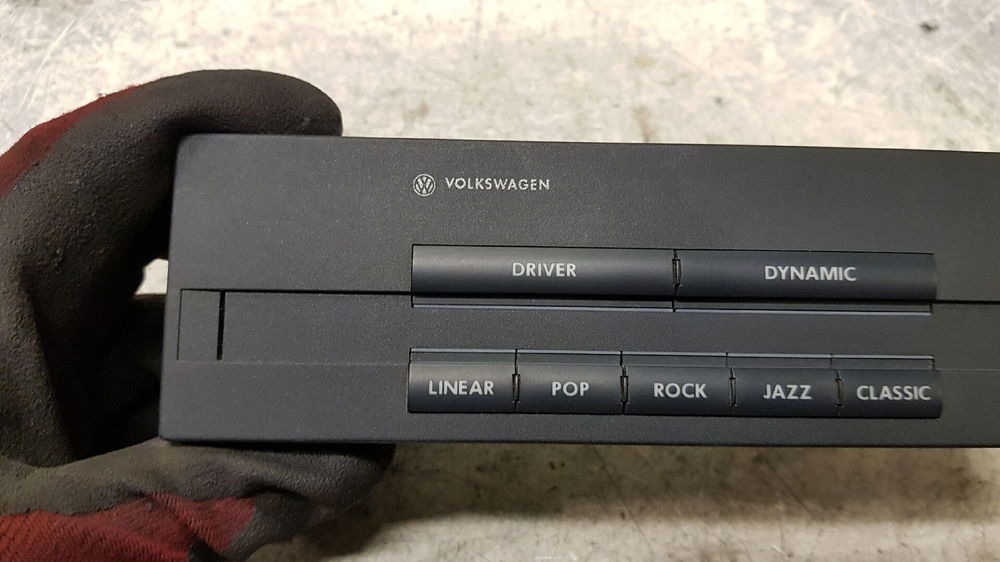 VOLKSWAGEN
DRIVER DYNAMIC
LINEAR POP ROCK JAZZ CLASSIC